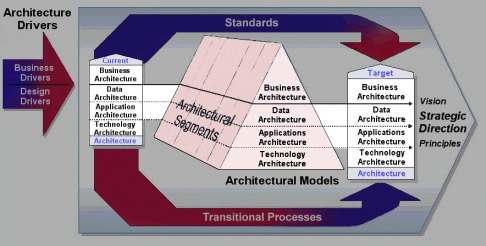 Architecture
Drivers
Business
Drivers
Design
Drivers
Standards
Current
Business
Architecture
Data
Architecture
Application
Architecture
Technology
Architecture
Architecture
Architectural
Segments
Business
Architecture
Data
Architecture
Applications
Architecture
Technology
Architecture
Architectural Models
Target
Business
Architecture
Data
Architecture
Applications
Architecture
Technology
Architecture
Architecture
Vision
Strategic
Direction
Principles
Transitional Processes